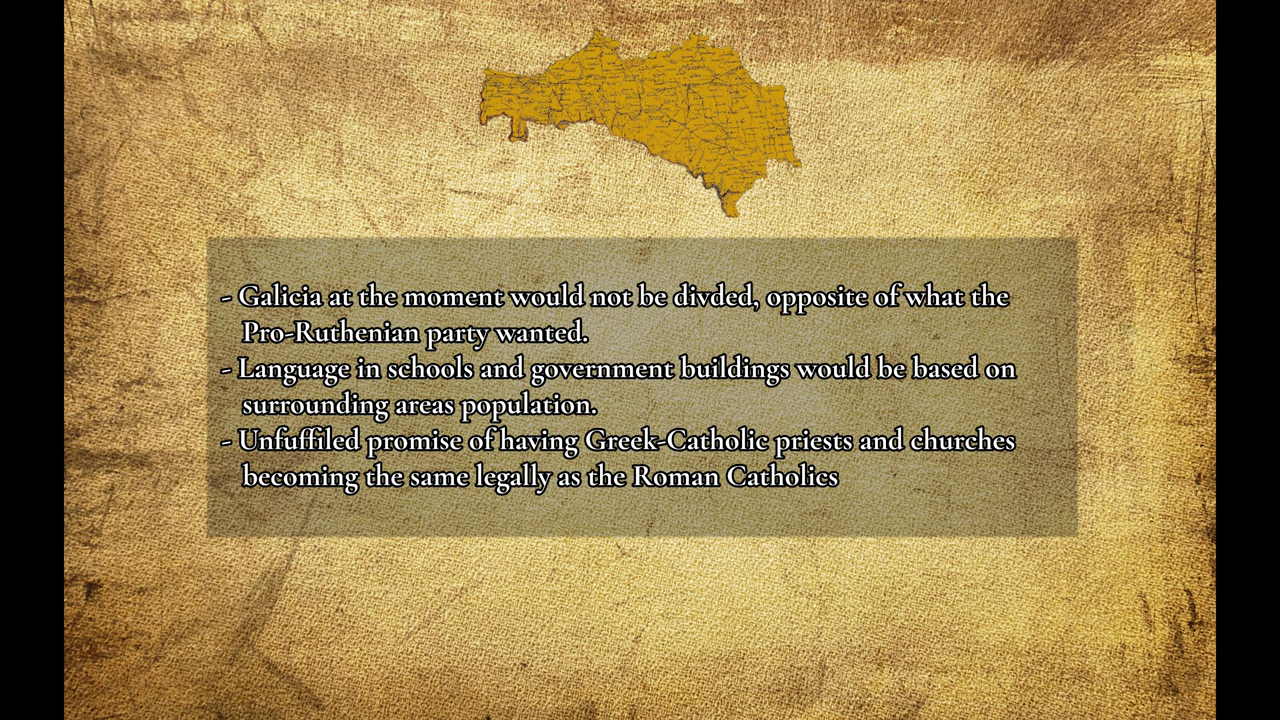 - Galicia at the moment would not be divded, opposite of what the
Pro-Ruthenian party wanted.
- Language in schools and government buildings would be based on
surrounding areas population.
- Unfuffiled promise of having Greek-Catholic priests and churches
becoming the same legally as the Roman Catholics